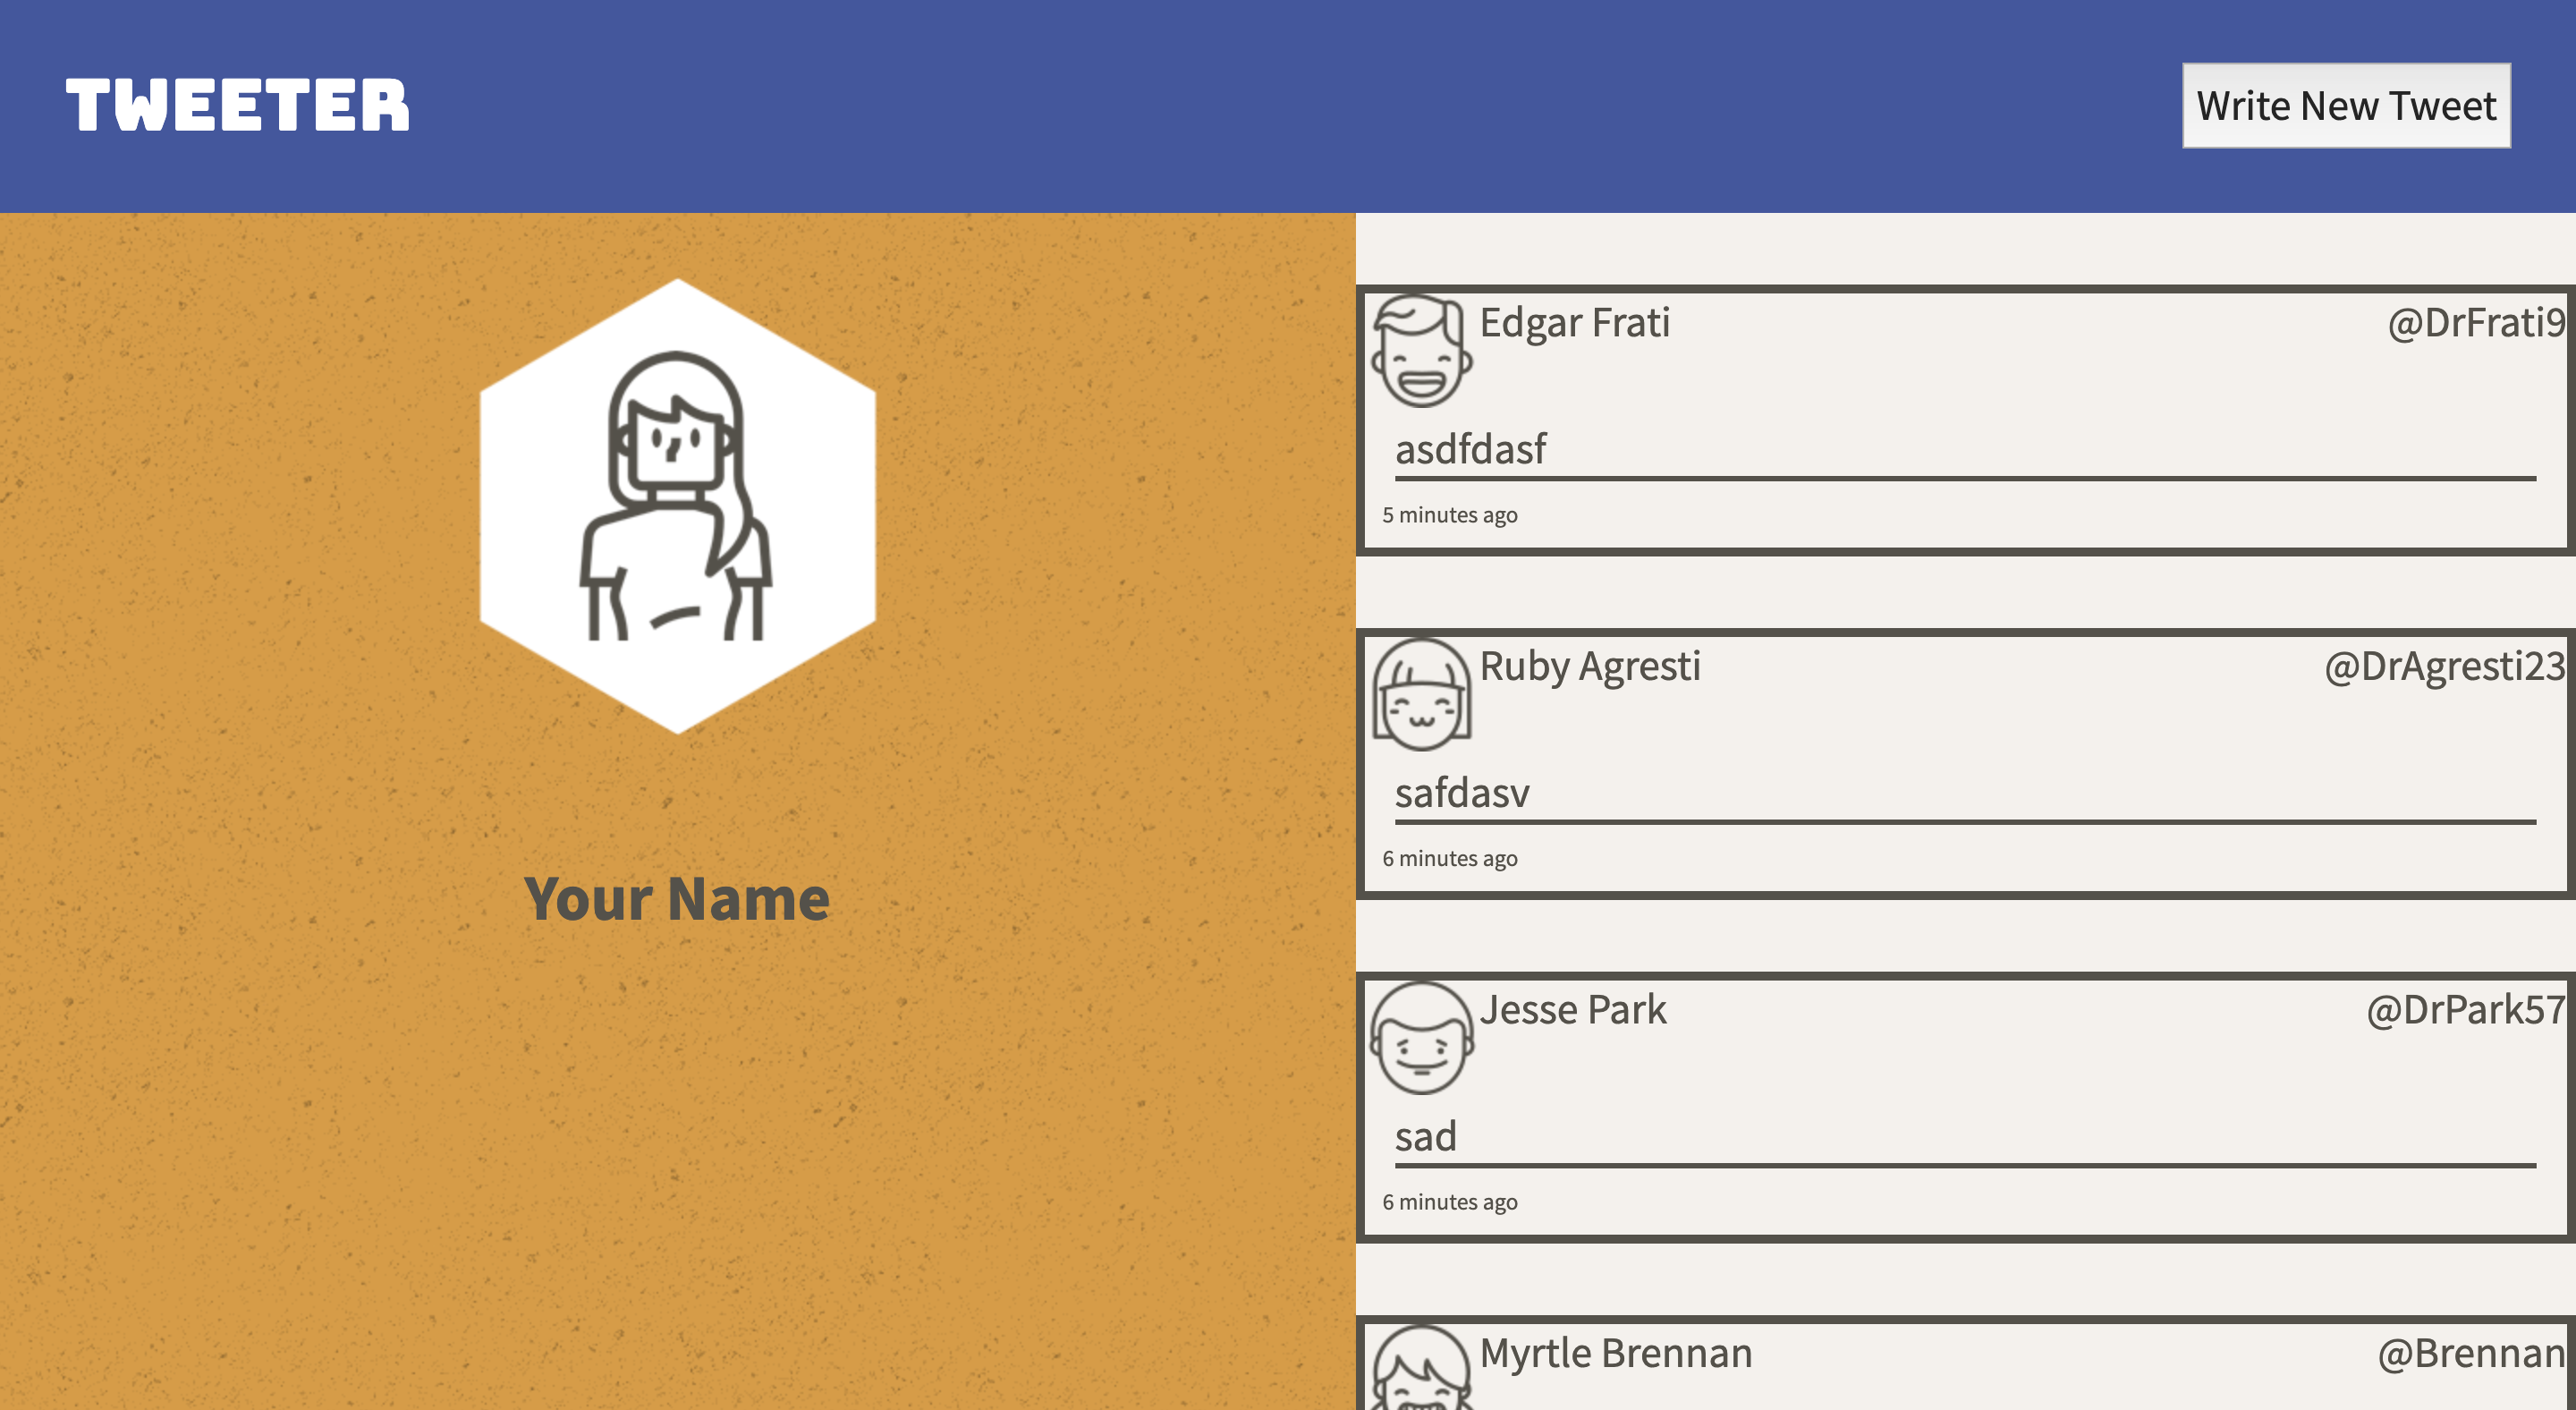 TWEETER
Write New Tweet
Your Name
Edgar Frati @DrFrati9
asdfdasf
5 minutes ago
Ruby Agresti @DrAgresti23
safdasv
6 minutes ago
Jesse Park @DrPark57
sad
6 minutes ago
Myrtle Brennan @Brennan